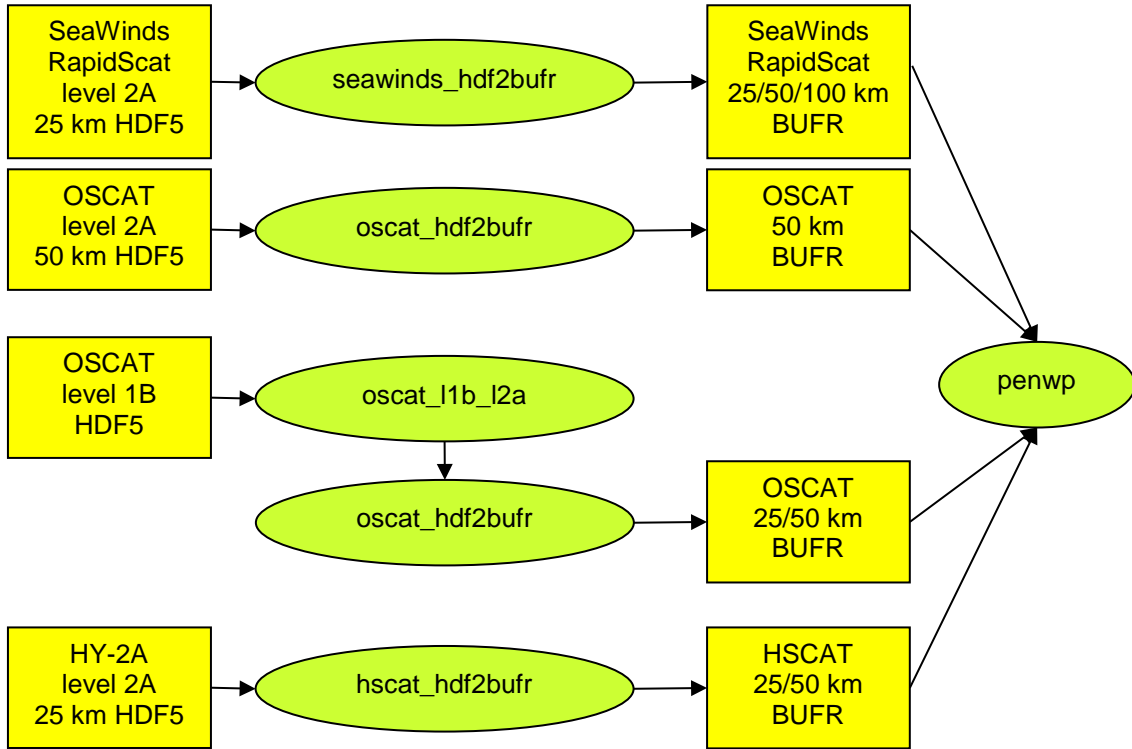 SeaWinds
RapidScat
level 2A
25 km HDF5
seawinds_hdf2bufr
SeaWinds
RapidScat
25/50/100 km
BUFR
OSCAT
level 2A
50 km HDF5
oscat_hdf2bufr
OSCAT
50 km
BUFR
penwp
OSCAT
level 1B
HDF5
oscat_l1b_l2a
oscat_hdf2bufr
OSCAT
25/50 km
BUFR
HY-2A
level 2A
25 km HDF5
hscat_hdf2bufr
HSCAT
25/50 km
BUFR